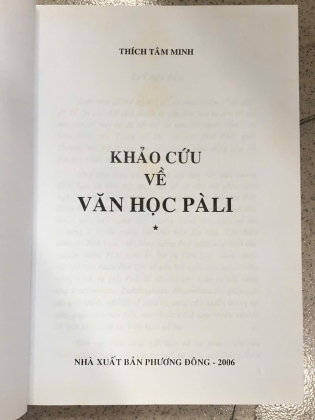 THÍCH TÂM MINH
KHẢO CỨU
VỀ
VĂN HỌC PÀLI
★
NHÀ XUẤT BẢN PHƯƠNG ĐÔNG - 2006